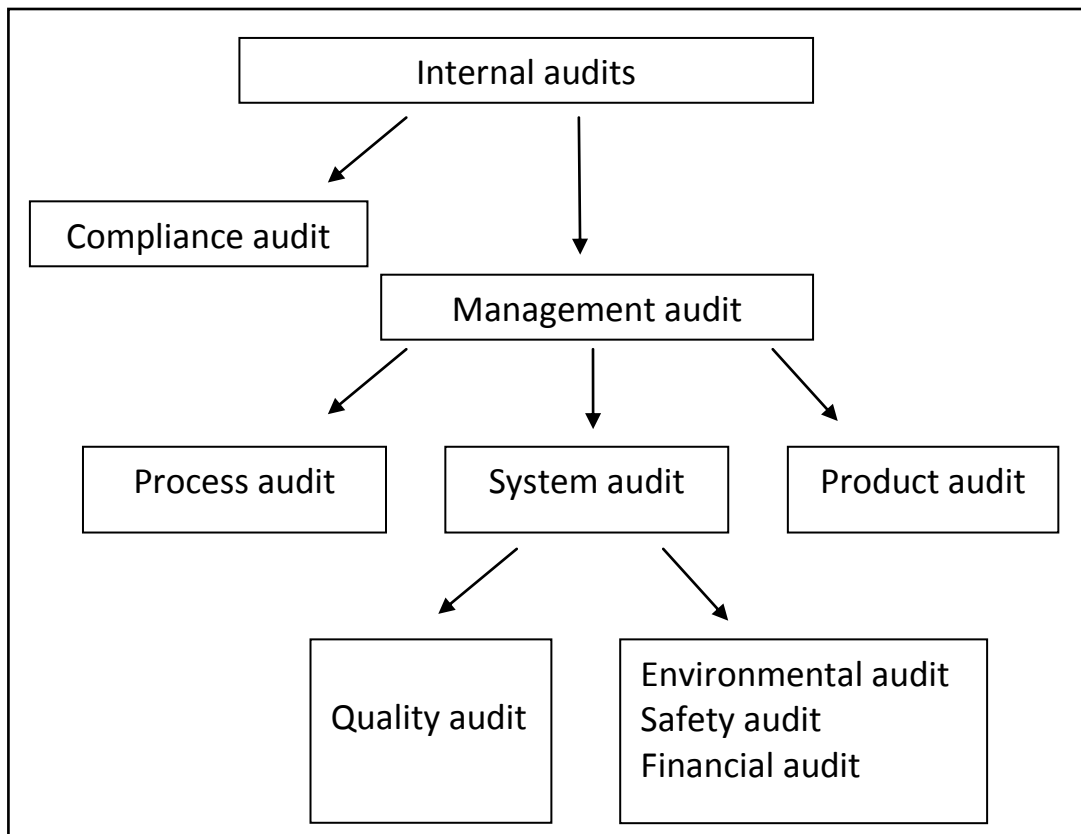 Internal audits
Compliance audit
Management audit
Process audit
System audit
Product audit
Quality audit
Environmental audit
Safety audit
Financial audit